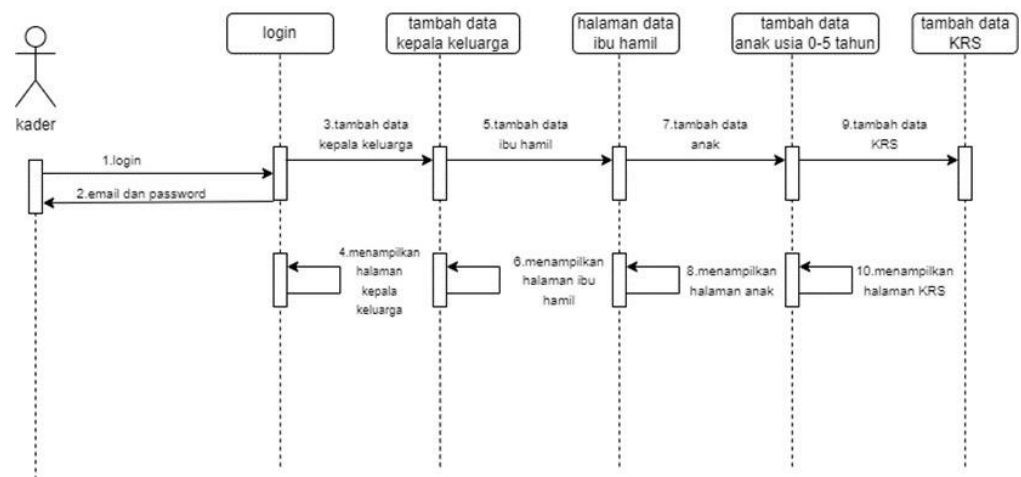 login
tambah data
kepala keluarga
halaman data
ibu hamil
tambah data
anak usia 0-5 tahun
tambah data
KRS
kader
1.login
2.email dan password
3.tambah data
kepala keluarga
5.tambah data
ibu hamil
7.tambah data
anak
9.tambah data
KRS
4.menampilkan
halaman
kepala
keluarga
6.menampilkan
halaman ibu
hamil
8.menampilkan
halaman anak
10.menampilkan
halaman KRS